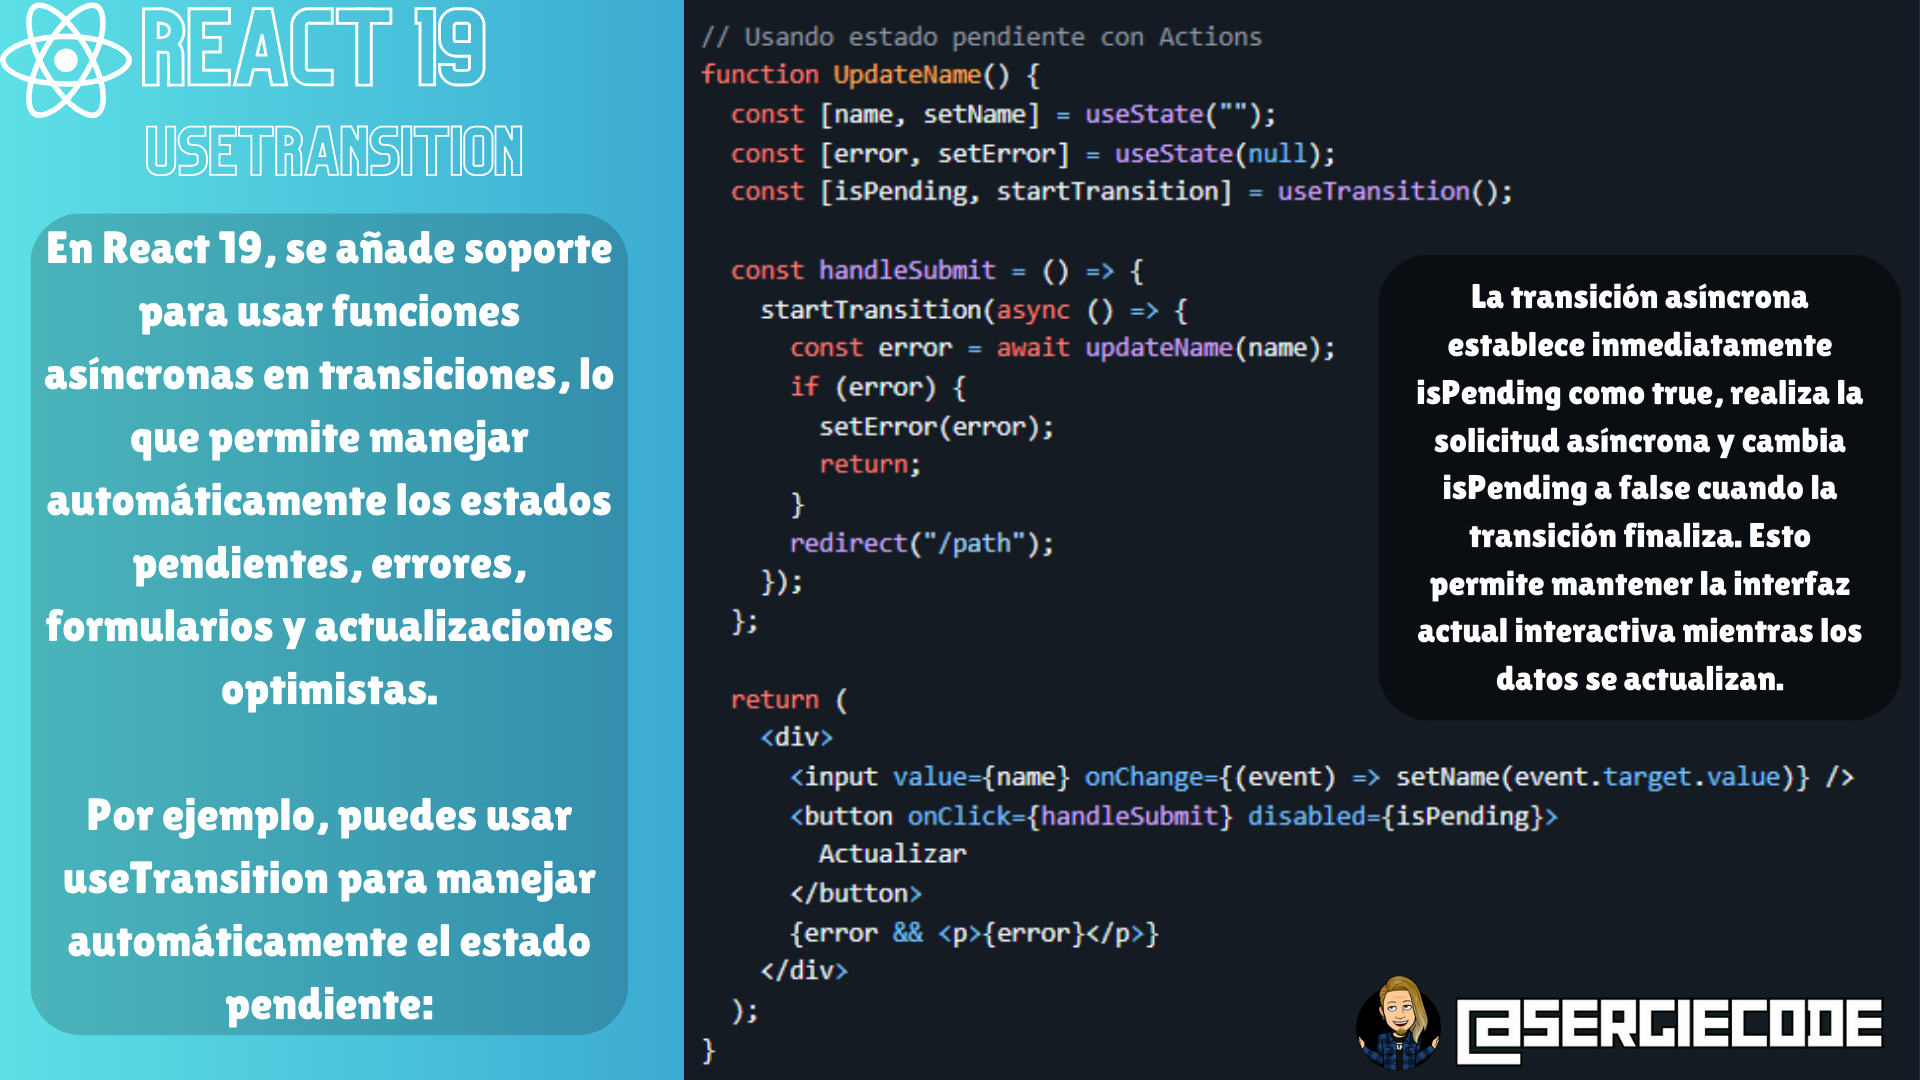 REACT 19
USETRANSITION
En React 19, se añade soporte
para usar funciones
asíncronas en transiciones, lo
que permite manejar
automáticamente los estados
pendientes, errores,
formularios y actualizaciones
optimistas.
Por ejemplo, puedes usar
useTransition para manejar
automáticamente el estado
pendiente:
// Usando estado pendiente con Actions
function UpdateName() {
  const [name, setName] = useState("");
  const [error, setError] = useState(null);
  const [isPending, startTransition] = useTransition();
  const handleSubmit = () => {
    startTransition(async () => {
      const error = await updateName(name);
      if (error) {
        setError(error);
        return;
      }
      redirect("/path");
    });
  };
  return (
    <div>
      <input value={name} onChange={(event) => setName(event.target.value)} />
      <button onClick={handleSubmit} disabled={isPending}>
        Actualizar
      </button>
      {error && <p>{error}</p>}
    </div>
  );
}
La transición asíncrona
establece inmediatamente
isPending como true, realiza la
solicitud asíncrona y cambia
isPending a false cuando la
transición finaliza. Esto
permite mantener la interfaz
actual interactiva mientras los
datos se actualizan.
@SERGIECODE